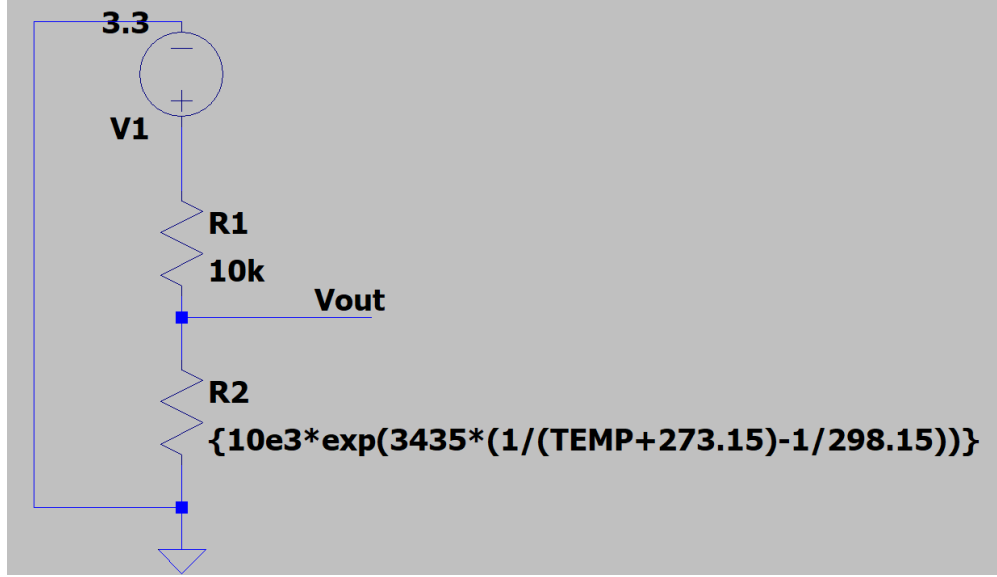 3.3
V1
R1
10k
Vout
R2
{10e3*exp(3435*(1/(TEMP+273.15)-1/298.15))}